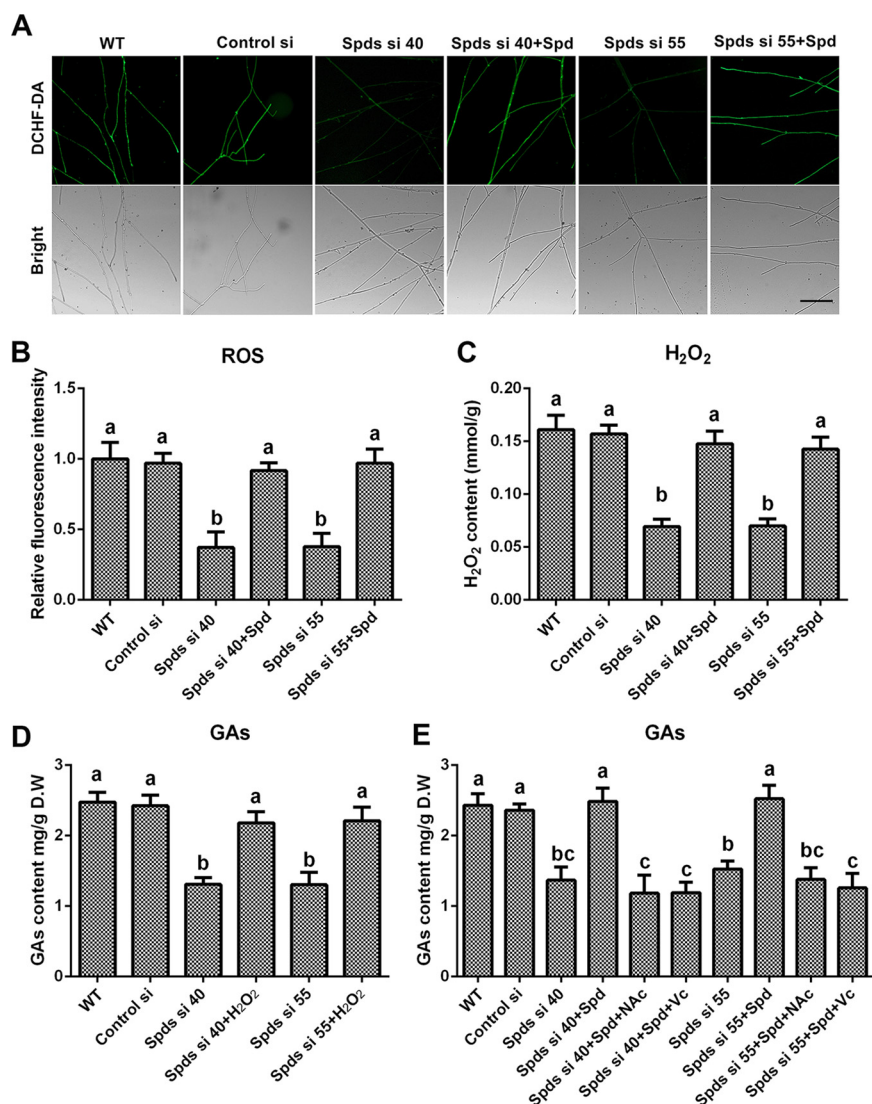 A
WT Control si Spds si 40 Spds si 40+Spd Spds si 55 Spds si 55+Spd
DCHF-DA
Bright
B
ROS
Relative fluorescence intensity
1.5
1.0
0.5
0.0
a a b a b a
WT Control si Spds si 40 Spds si 40+Spd Spds si 55 Spds si 55+Spd
C
H₂O₂
H₂O₂ content (mmol/g)
0.20
0.15
0.10
0.05
0.00
a a b a b a
WT Control si Spds si 40 Spds si 40+Spd Spds si 55 Spds si 55+Spd
D
GAs
GAs content mg/g D.W
3
2
1
0
a a b a b a
WT Control si Spds si 40 Spds si 40+H₂O₂ Spds si 55 Spds si 55+H₂O₂
E
GAs
GAs content mg/g D.W
3
2
1
0
a a bc a c c b a bc c
WT Control si Spds si 40 Spds si 40+Spd Spds si 40+Spd+NAc Spds si 40+Spd+Vc Spds si 55 Spds si 55+Spd Spds si 55+Spd+NAc Spds si 55+Spd+Vc